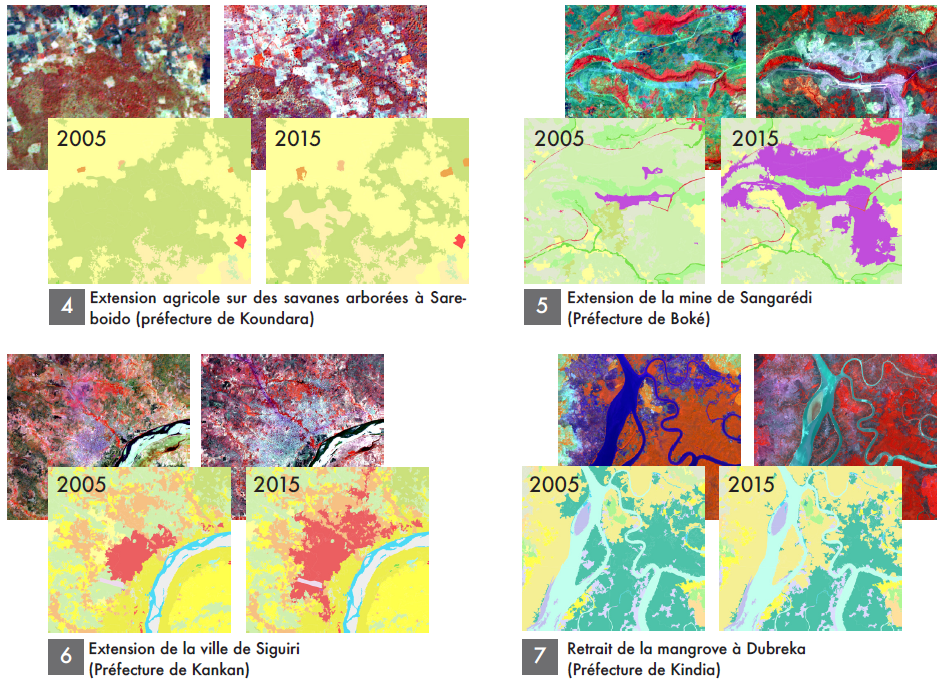 2005
2015
4
Extension agricole sur des savanes arborées à Sare-
boido (préfecture de Koundara)
2005
2015
5
Extension de la mine de Sangarédi
(Préfecture de Boké)
2005
2015
6
Extension de la ville de Siguiri
(Préfecture de Kankan)
2005
2015
7
Retrait de la mangrove à Dubreka
(Préfecture de Kindia)